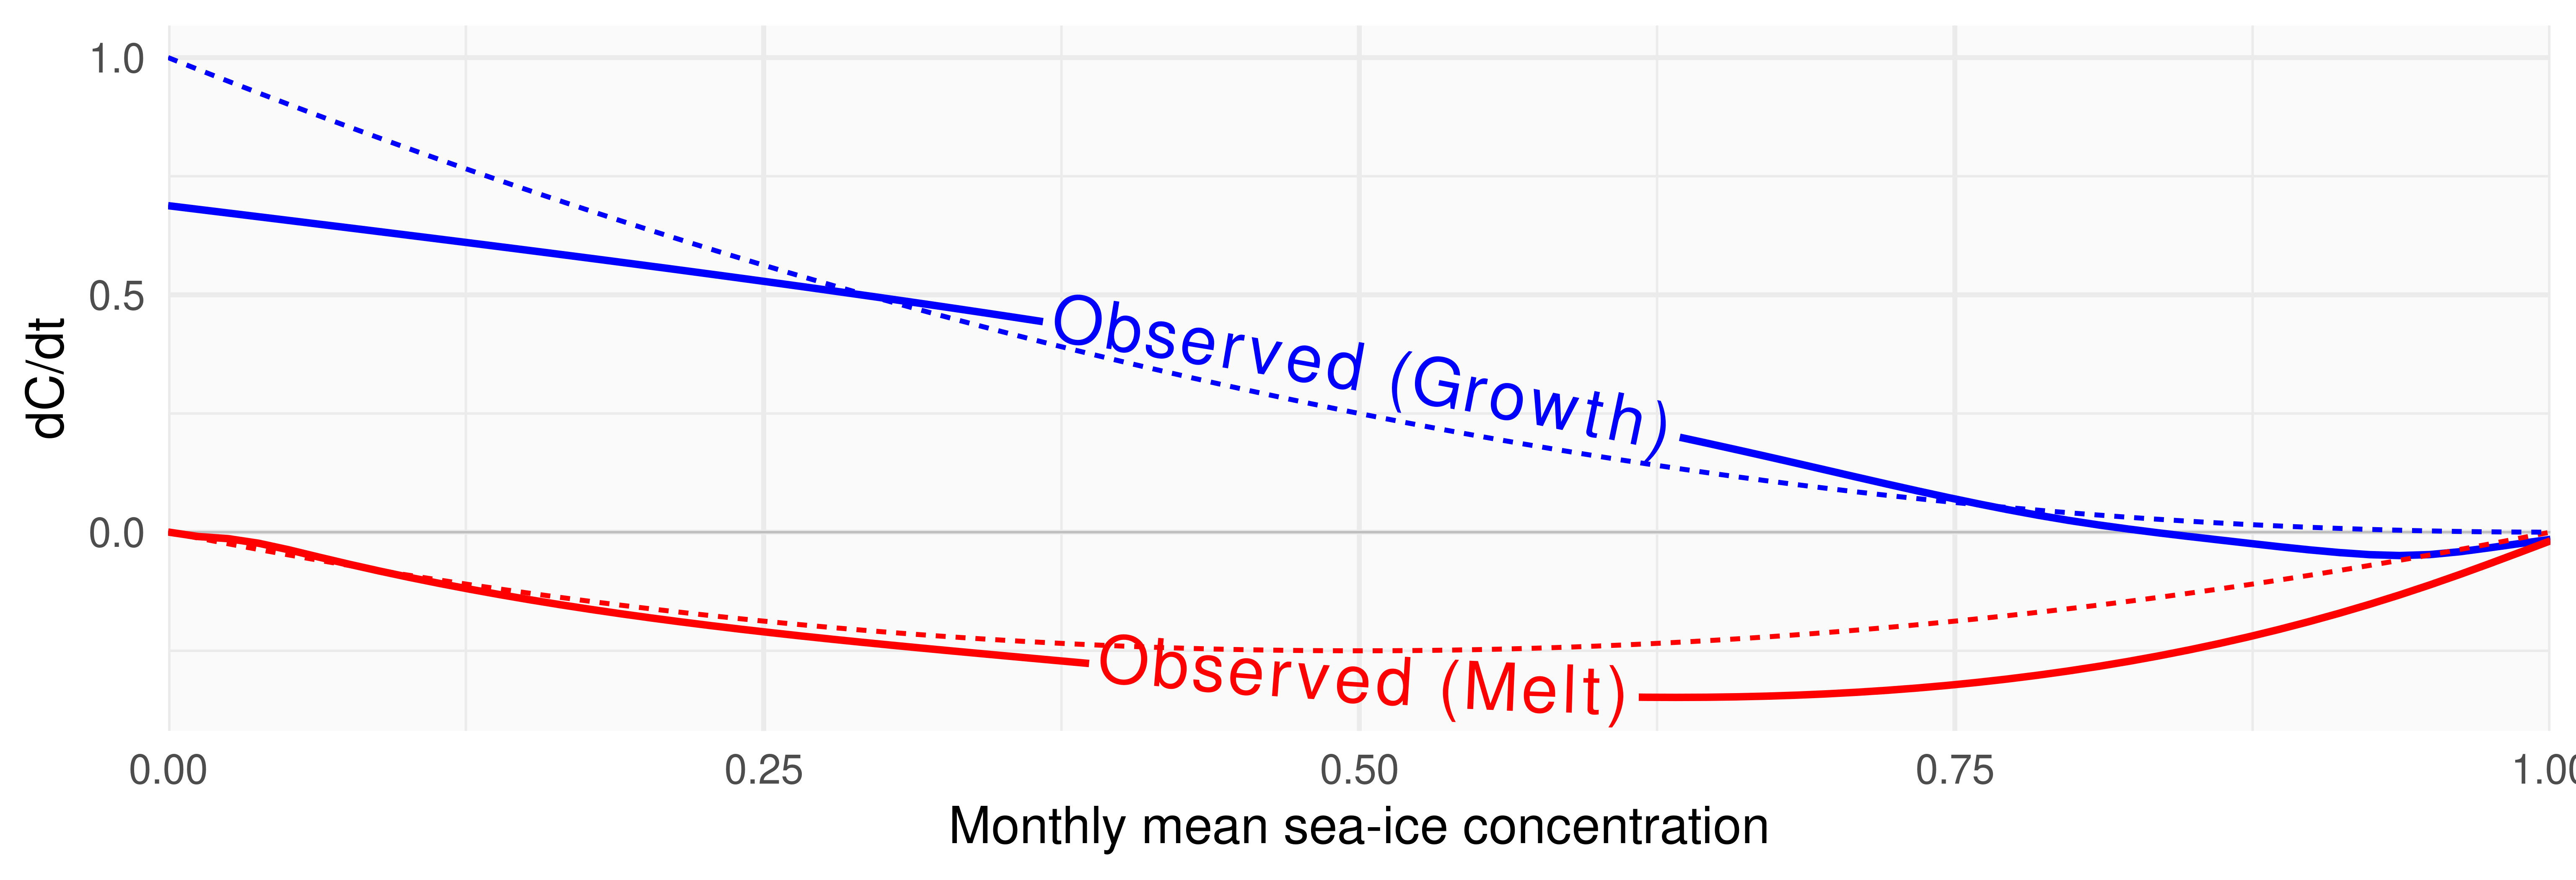 1.0
0.5
0.0
dC/dt
Observed (Growth)
Observed (Melt)
0.00
0.25
0.50
0.75
1.00
Monthly mean sea-ice concentration